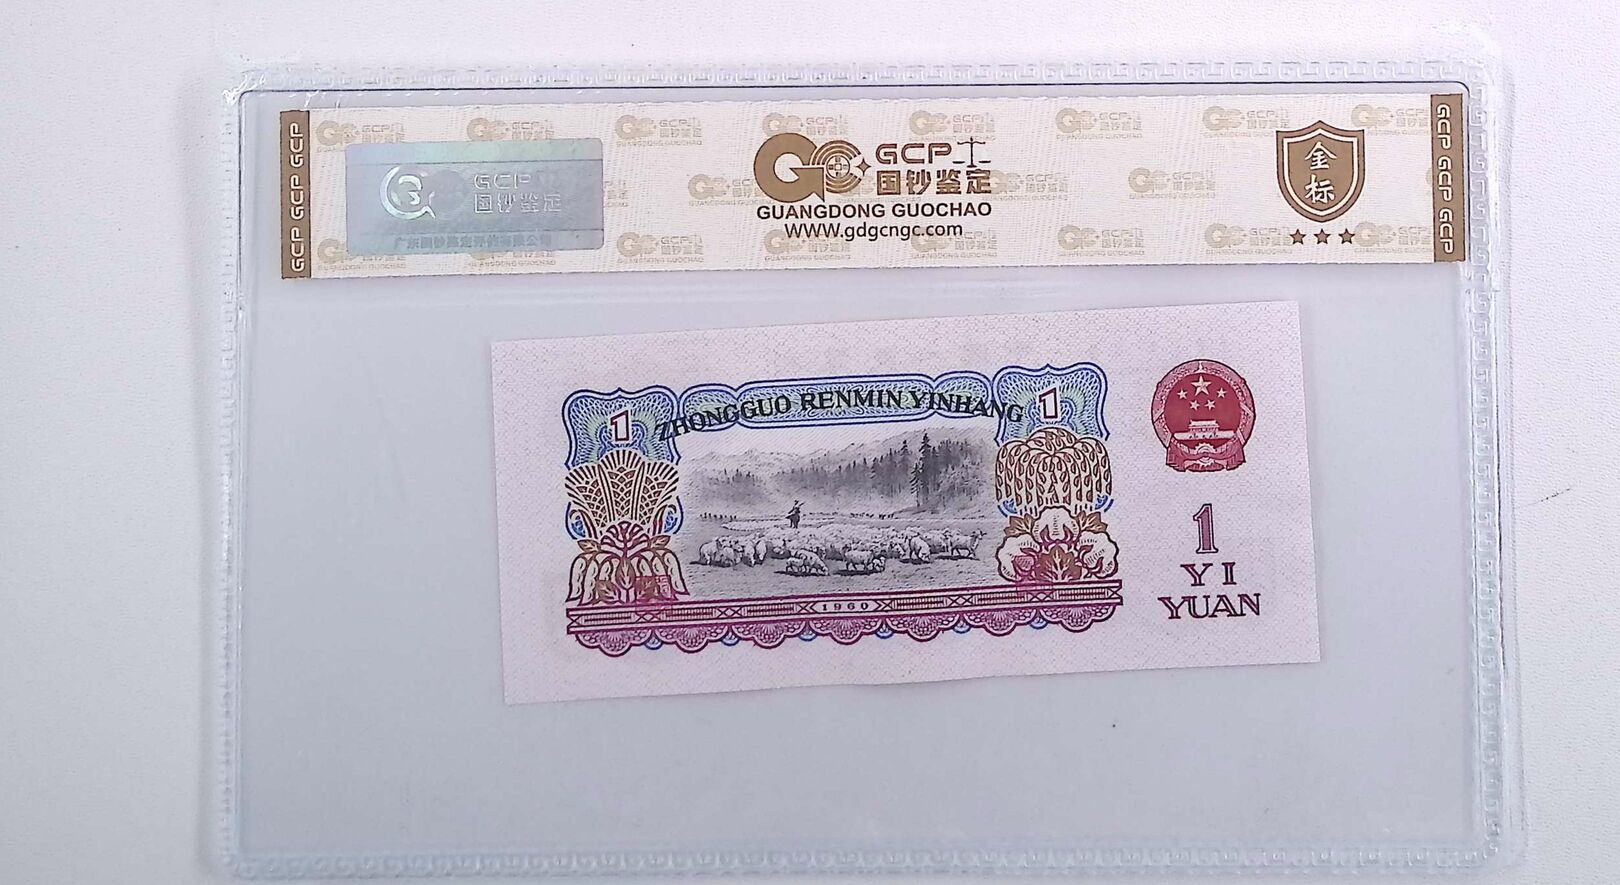 GCP GCP GCP
GCP
国钞鉴定
GCP
国钞鉴定
GUANGDONG GUOCHAO
WWW.gdgcngc.com
金标
GCP GCP GCP
1
ZHONGGUO RENMIN YINHANG
1
1960
1
YI
YUAN